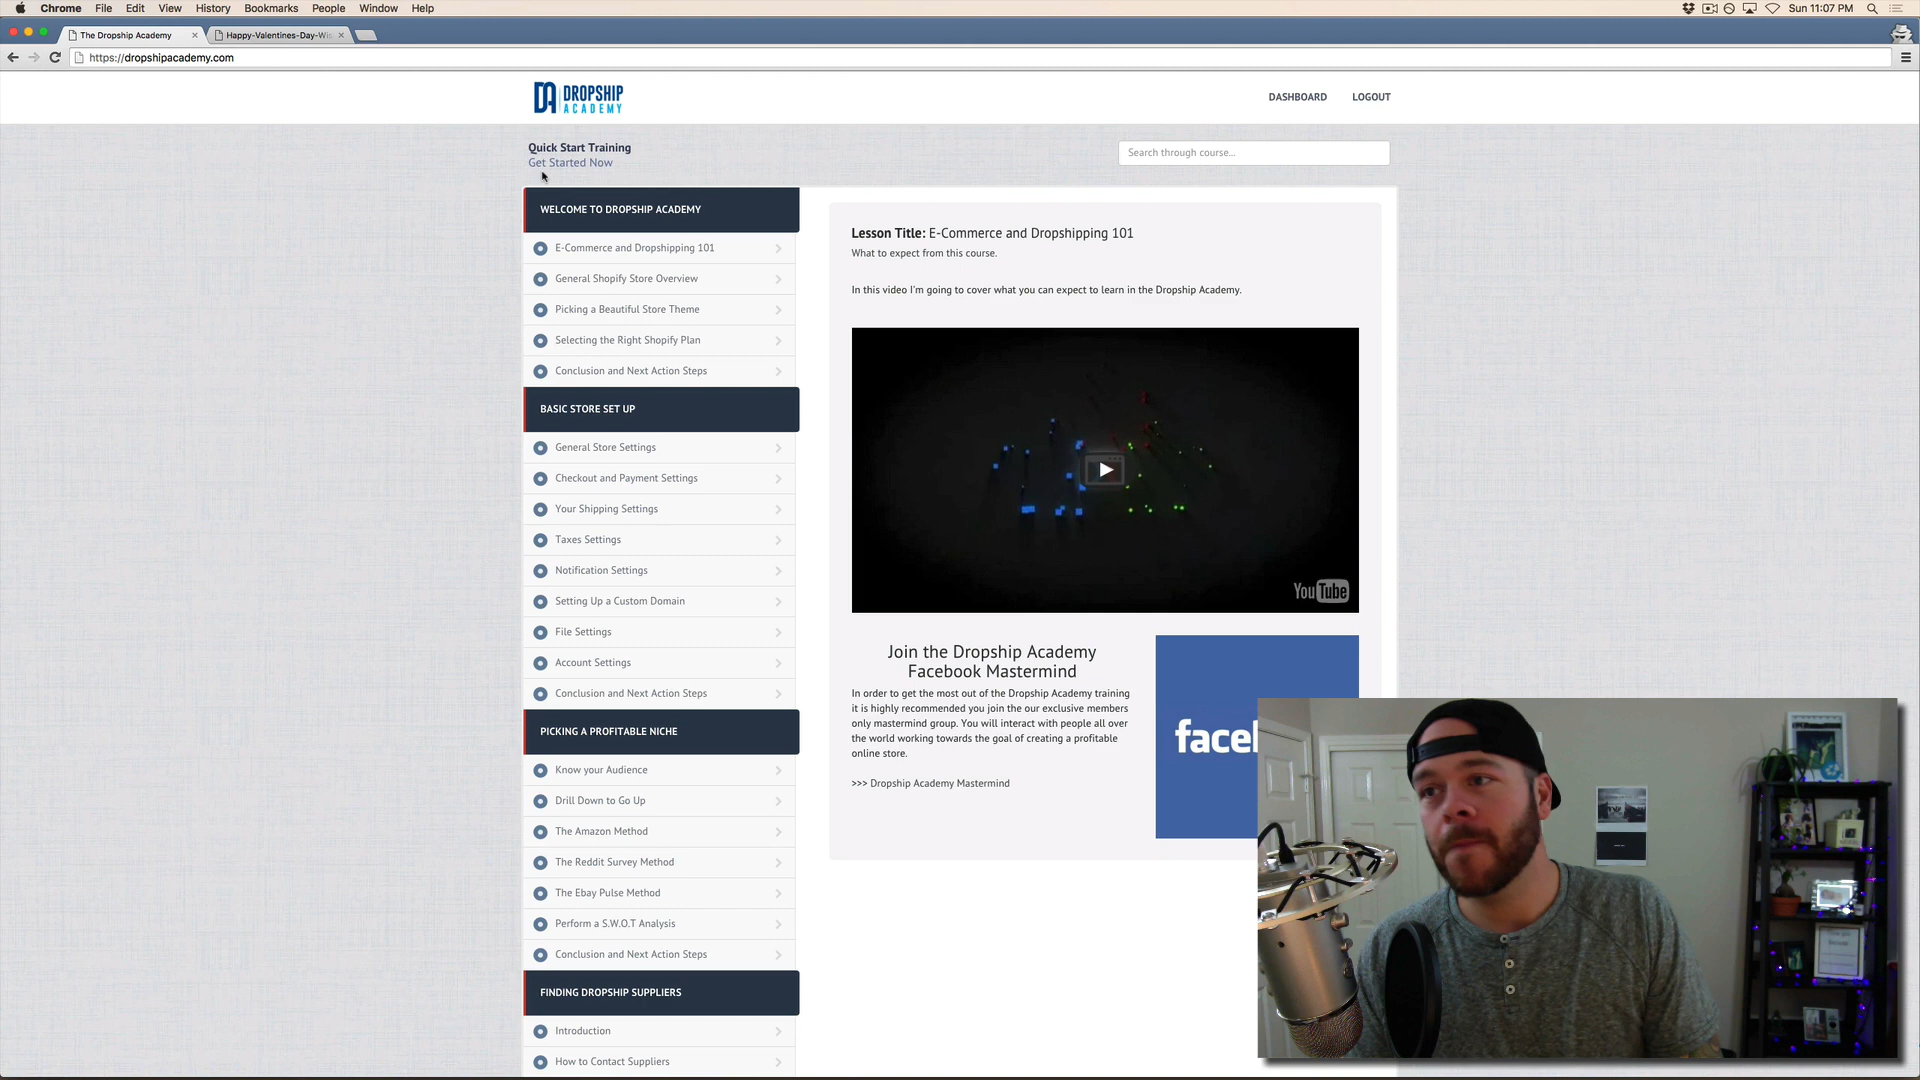 Chrome File Edit View History Bookmarks People Window Help
Sun 11:07 PM
The Dropship Academy
Happy-Valentines-Day-Wis
https://dropshipacademy.com
DA DROPSHIP
ACADEMY
DASHBOARD LOGOUT
Quick Start Training
Get Started Now
Search through course...
WELCOME TO DROPSHIP ACADEMY
E-Commerce and Dropshipping 101
General Shopify Store Overview
Picking a Beautiful Store Theme
Selecting the Right Shopify Plan
Conclusion and Next Action Steps
BASIC STORE SET UP
General Store Settings
Checkout and Payment Settings
Your Shipping Settings
Taxes Settings
Notification Settings
Setting Up a Custom Domain
File Settings
Account Settings
Conclusion and Next Action Steps
PICKING A PROFITABLE NICHE
Know your Audience
Drill Down to Go Up
The Amazon Method
The Reddit Survey Method
The Ebay Pulse Method
Perform a S.W.O.T Analysis
Conclusion and Next Action Steps
FINDING DROPSHIP SUPPLIERS
Introduction
How to Contact Suppliers
Lesson Title: E-Commerce and Dropshipping 101
What to expect from this course.
In this video I'm going to cover what you can expect to learn in the Dropship Academy.
YouTube
Join the Dropship Academy
Facebook Mastermind
In order to get the most out of the Dropship Academy training
it is highly recommended you join the our exclusive members
only mastermind group. You will interact with people all over
the world working towards the goal of creating a profitable
online store.
>>> Dropship Academy Mastermind
face